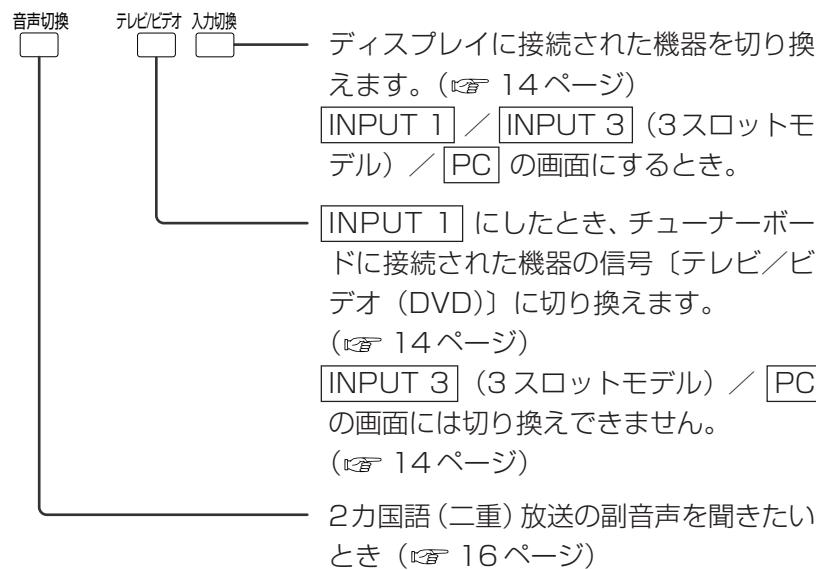 音声切換 テレビ/ビデオ 入力切換
ディスプレイに接続された機器を切り換
えます。(☞ 14ページ)
INPUT 1 ／ INPUT 3 (3スロットモ
デル) ／ PC の画面にするとき。
INPUT 1 にしたとき、チューナーボー
ドに接続された機器の信号〔テレビ／ビ
デオ (DVD)〕に切り換えます。
(☞ 14ページ)
INPUT 3 (3スロットモデル) ／ PC
の画面には切り換えできません。
(☞ 14ページ)
2カ国語 (二重) 放送の副音声を聞きたい
とき (☞ 16ページ)